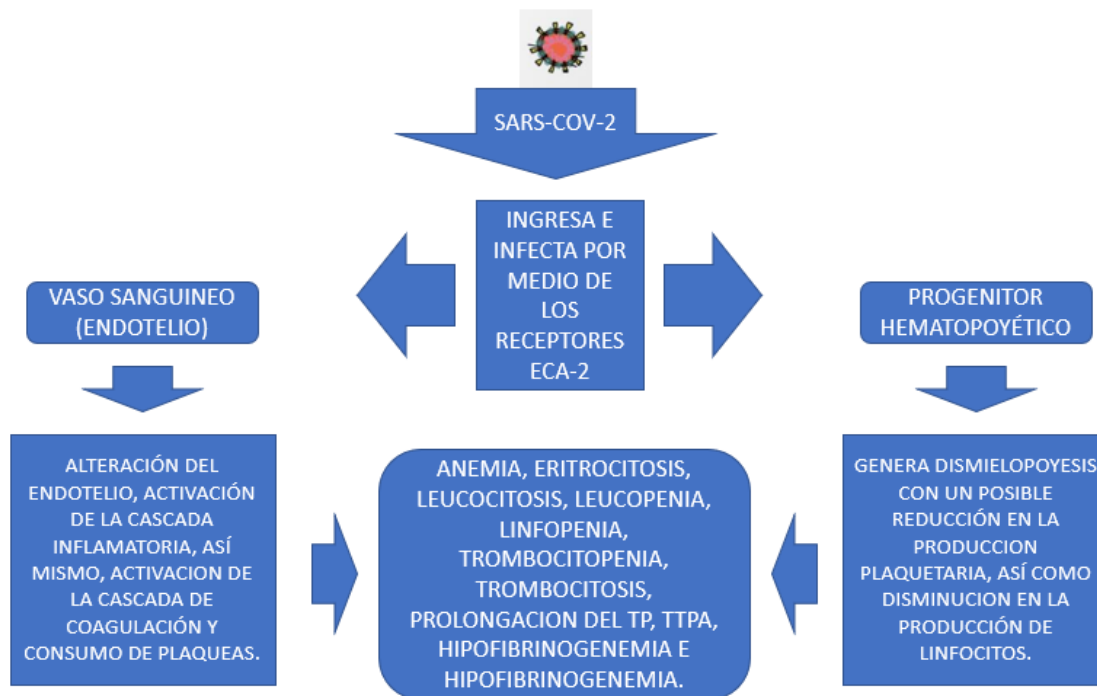 SARS-COV-2
INGRESA E
INFECTA POR
MEDIO DE
LOS
RECEPTORES
ECA-2
VASO SANGUINEO
(ENDOTELIO)
PROGENITOR
HEMATOPOYÉTICO
ALTERACIÓN DEL
ENDOTELIO, ACTIVACIÓN
DE LA CASCADA
INFLAMATORIA, ASÍ
MISMO, ACTIVACION DE
LA CASCADA DE
COAGULACIÓN Y
CONSUMO DE PLAQUEAS.
ANEMIA, ERITROCITOSIS,
LEUCOCITOSIS, LEUCOPENIA,
LINFOPENIA,
TROMBOCITOPENIA,
TROMBOCITOSIS,
PROLONGACION DEL TP, TTPA,
HIPOFIBRINOGENEMIA E
HIPOFIBRINOGENEMIA.
GENERA DISMIELOPOYESIS
CON UN POSIBLE
REDUCCIÓN EN LA
PRODUCCION
PLAQUETARIA, ASÍ COMO
DISMINUCION EN LA
PRODUCCIÓN DE
LINFOCITOS.